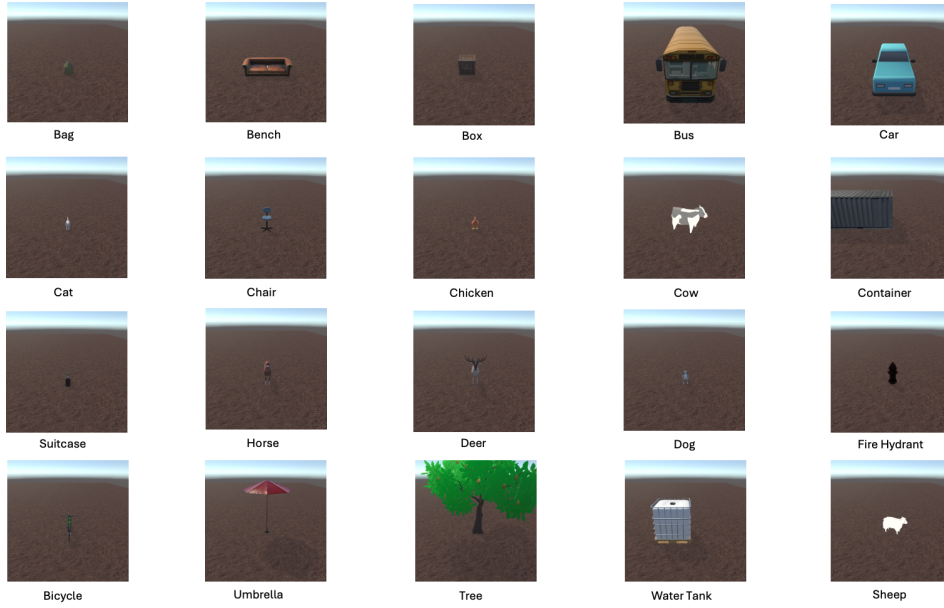 Bag
Bench
Box
Bus
Car
Cat
Chair
Chicken
Cow
Container
Suitcase
Horse
Deer
Dog
Fire Hydrant
Bicycle
Umbrella
Tree
Water Tank
Sheep